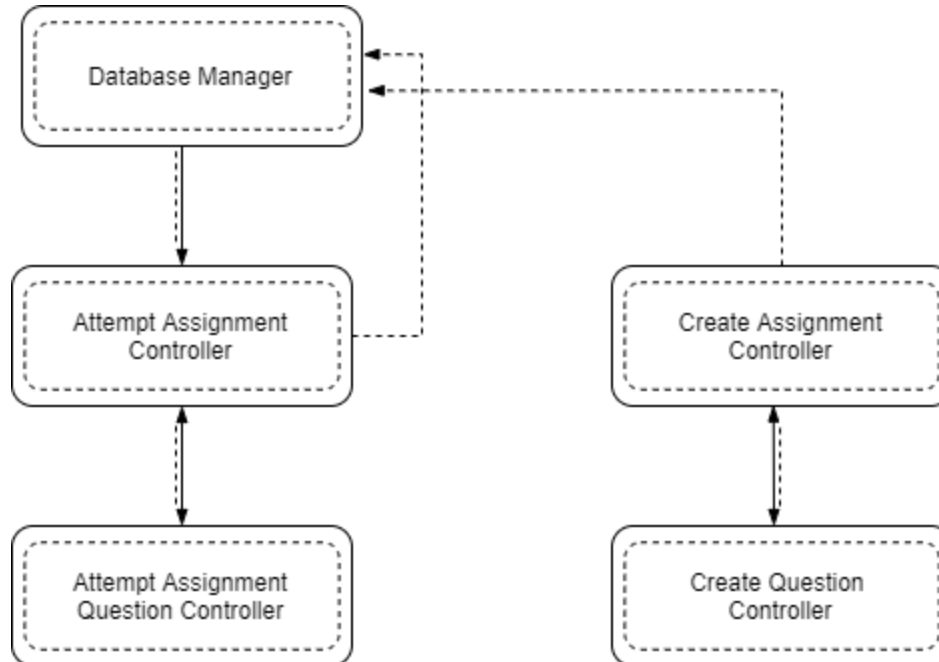 Database Manager
Attempt Assignment
Controller
Create Assignment
Controller
Attempt Assignment
Question Controller
Create Question
Controller